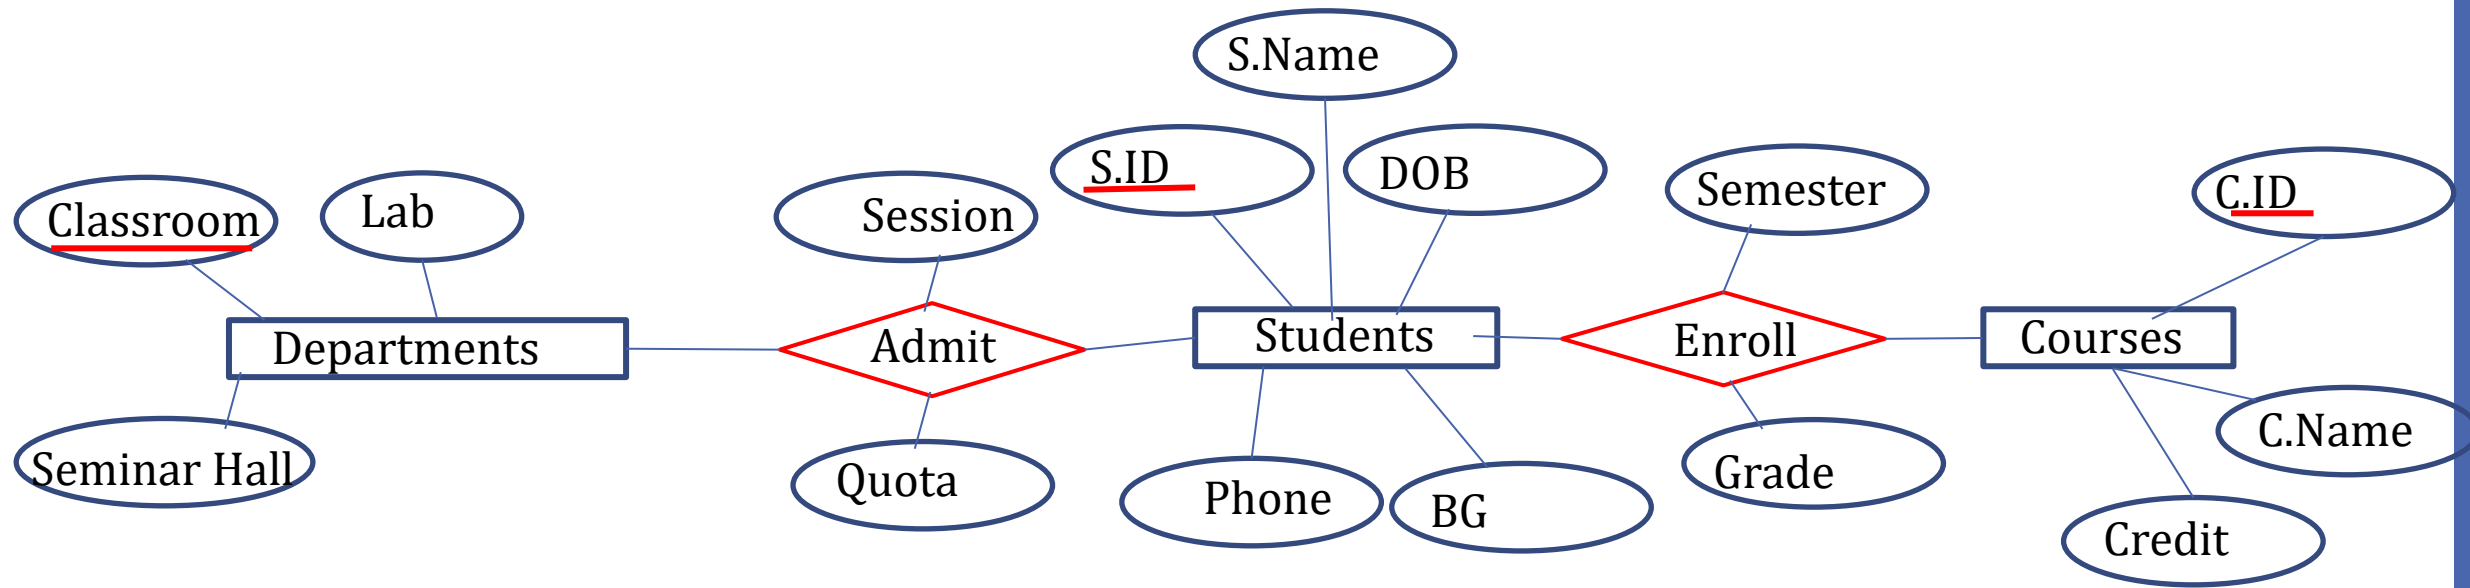 S.Name
S.ID
DOB
Semester
C.ID
Classroom
Lab
Session
Departments
Admit
Students
Enroll
Courses
Seminar Hall
Quota
Phone
BG
Grade
C.Name
Credit